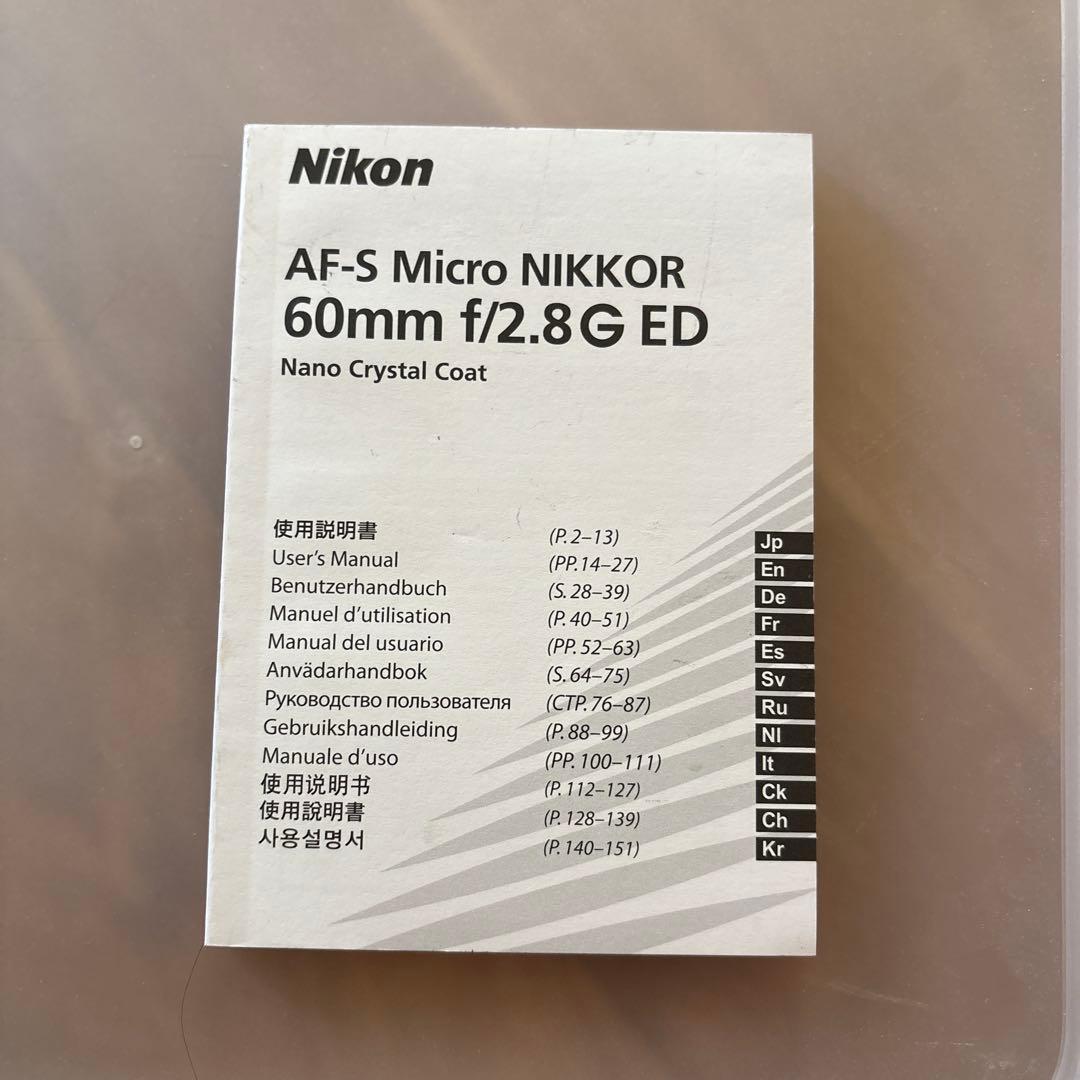 Nikon
AF-S Micro NIKKOR
60mm f/2.8G ED
Nano Crystal Coat
使用説明書 (P. 2–13) Jp
User's Manual (PP. 14–27) En
Benutzerhandbuch (S. 28–39) De
Manuel d'utilisation (P. 40–51) Fr
Manual del usuario (PP. 52–63) Es
Anvädarhandbok (S. 64–75) Sv
Руководство пользователя (CTP. 76–87) Ru
Gebruikshandleiding (P. 88–99) Nl
Manuale d'uso (PP. 100–111) It
使用说明书 (P. 112–127) Ck
使用說明書 (P. 128–139) Ch
사용설명서 (P. 140–151) Kr